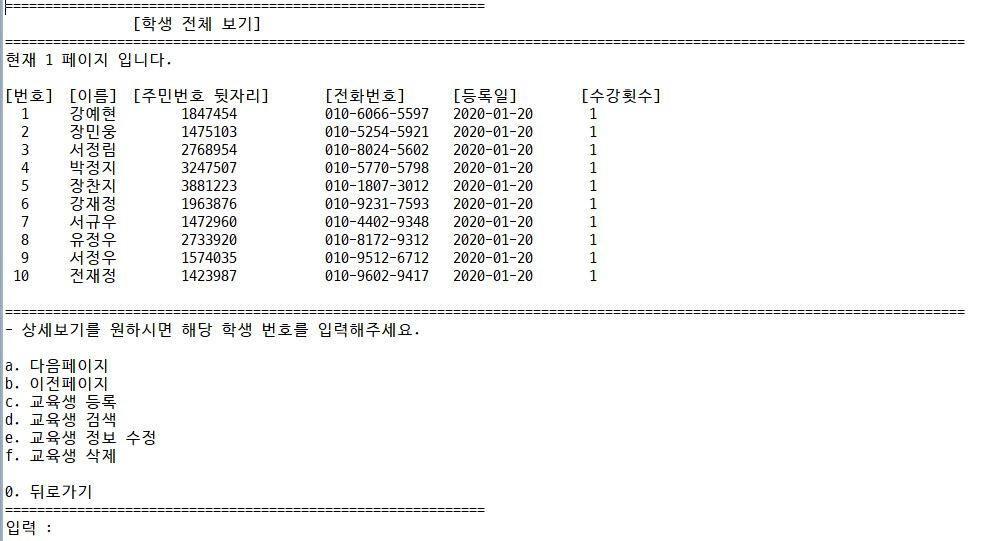 ============================================================
[학생 전체 보기]
========================================================================================================================
현재 1 페이지 입니다.
[번호] [이름] [주민번호 뒷자리] [전화번호] [등록일] [수강횟수]
1 강예현 1847454 010-6066-5597 2020-01-20 1
2 장민웅 1475103 010-5254-5921 2020-01-20 1
3 서정림 2768954 010-8024-5602 2020-01-20 1
4 박정지 3247507 010-5770-5798 2020-01-20 1
5 장찬지 3881223 010-1807-3012 2020-01-20 1
6 강재정 1963876 010-9231-7593 2020-01-20 1
7 서규우 1472960 010-4402-9348 2020-01-20 1
8 유정우 2733920 010-8172-9312 2020-01-20 1
9 서정우 1574035 010-9512-6712 2020-01-20 1
10 전재정 1423987 010-9602-9417 2020-01-20 1
========================================================================================================================
- 상세보기를 원하시면 해당 학생 번호를 입력해주세요.
a. 다음페이지
b. 이전페이지
c. 교육생 등록
d. 교육생 검색
e. 교육생 정보 수정
f. 교육생 삭제
0. 뒤로가기
============================================================
입력 :